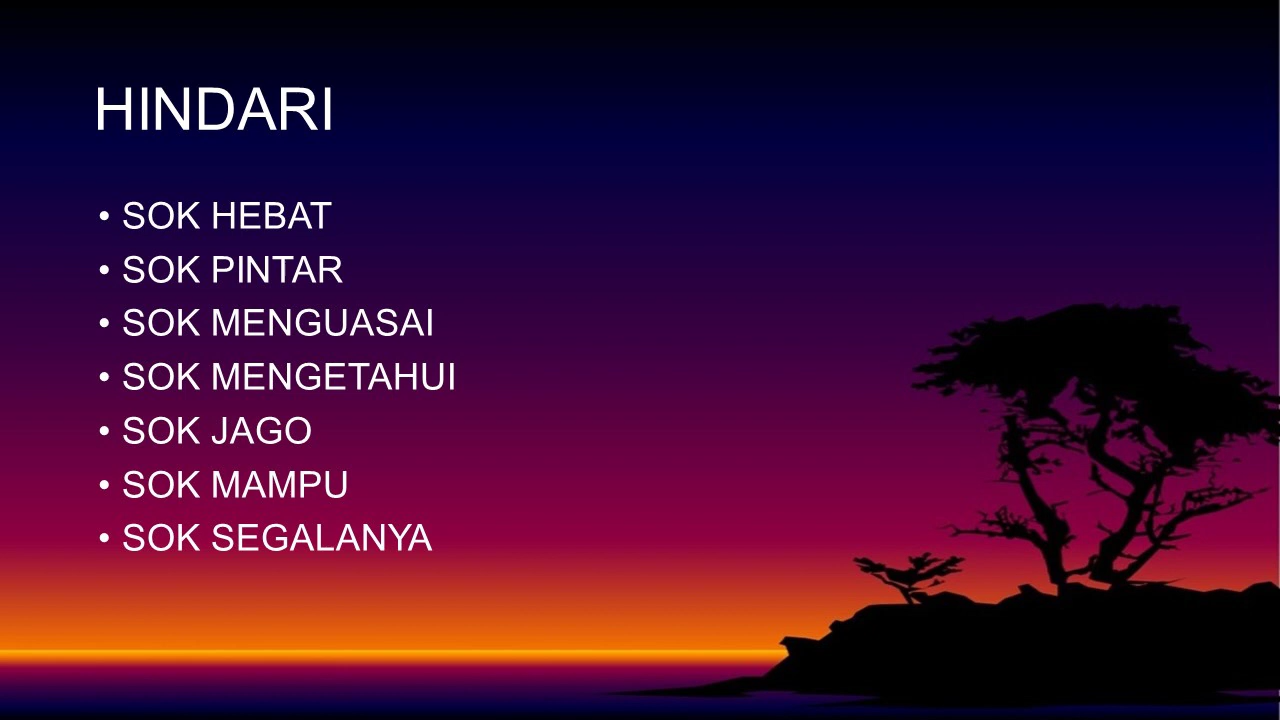 HINDARI
• SOK HEBAT
• SOK PINTAR
• SOK MENGUASAI
• SOK MENGETAHUI
• SOK JAGO
• SOK MAMPU
• SOK SEGALANYA